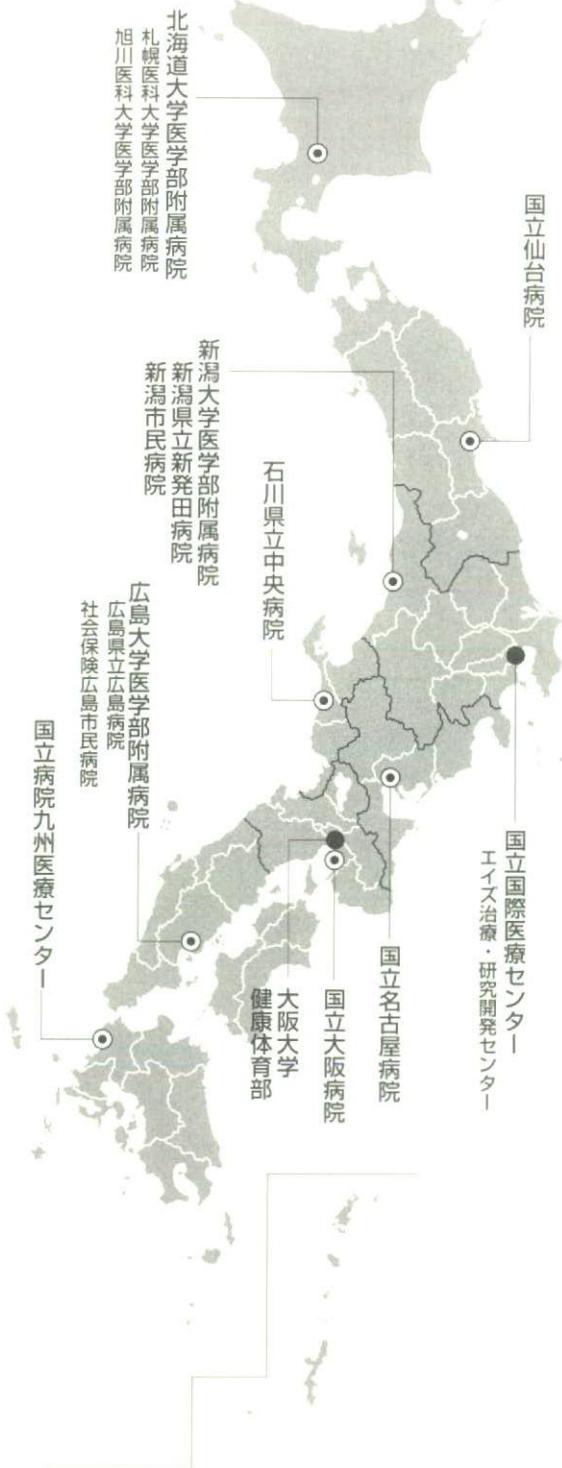 北海道大学医学部附属病院
札幌医科大学医学部附属病院
旭川医科大学医学部附属病院
国立仙台病院
新潟大学医学部附属病院
新潟県立新発田病院
新潟市民病院
石川県立中央病院
広島大学医学部附属病院
広島県立広島病院
社会保険広島市民病院
国立病院九州医療センター
国立国際医療センター
エイズ治療・研究開発センター
国立名古屋病院
国立大阪病院
大阪大学
健康体育部